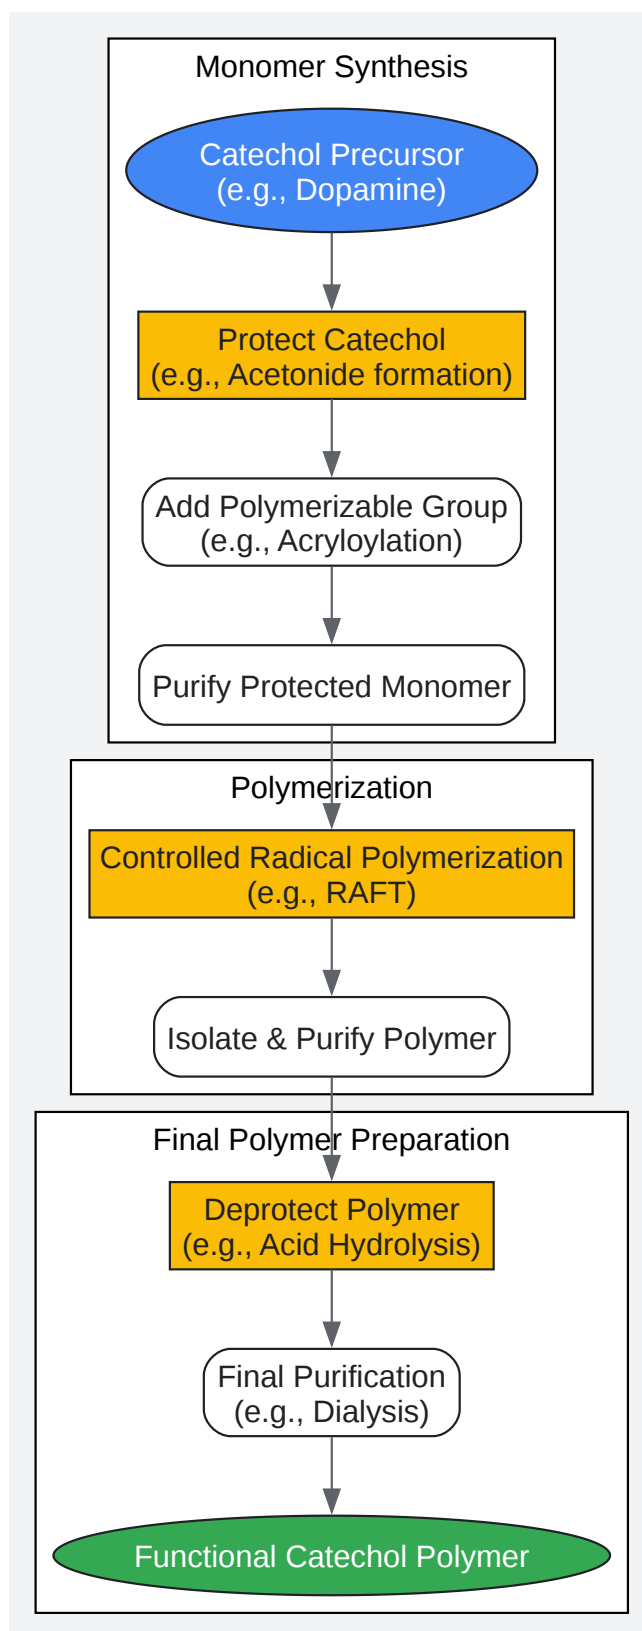 Monomer Synthesis
Catechol Precursor
(e.g., Dopamine)
Protect Catechol
(e.g., Acetonide formation)
Add Polymerizable Group
(e.g., Acryloylation)
Purify Protected Monomer
Polymerization
Controlled Radical Polymerization
(e.g., RAFT)
Isolate & Purify Polymer
Final Polymer Preparation
Deprotect Polymer
(e.g., Acid Hydrolysis)
Final Purification
(e.g., Dialysis)
Functional Catechol Polymer